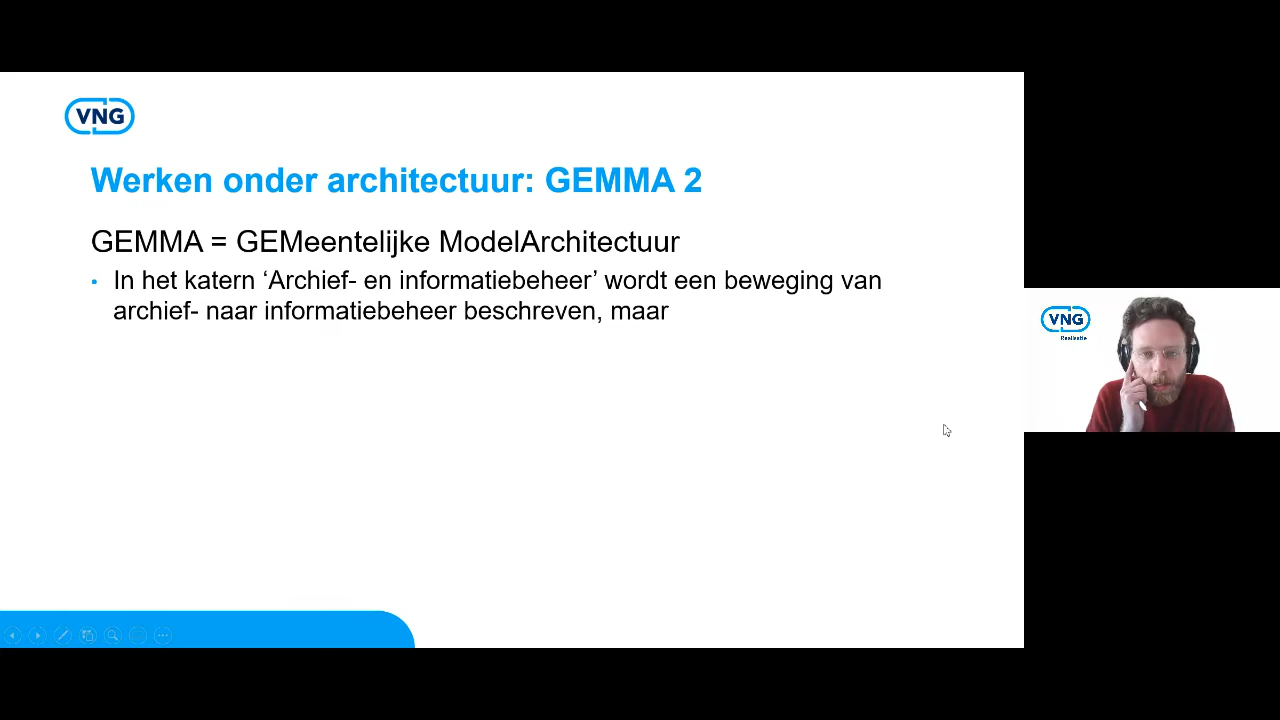 VNG
Werken onder architectuur: GEMMA 2
GEMMA = GEMeentelijke ModelArchitectuur
• In het katern ‘Archief- en informatiebeheer’ wordt een beweging van
archief- naar informatiebeheer beschreven, maar
VNG
Realisatie